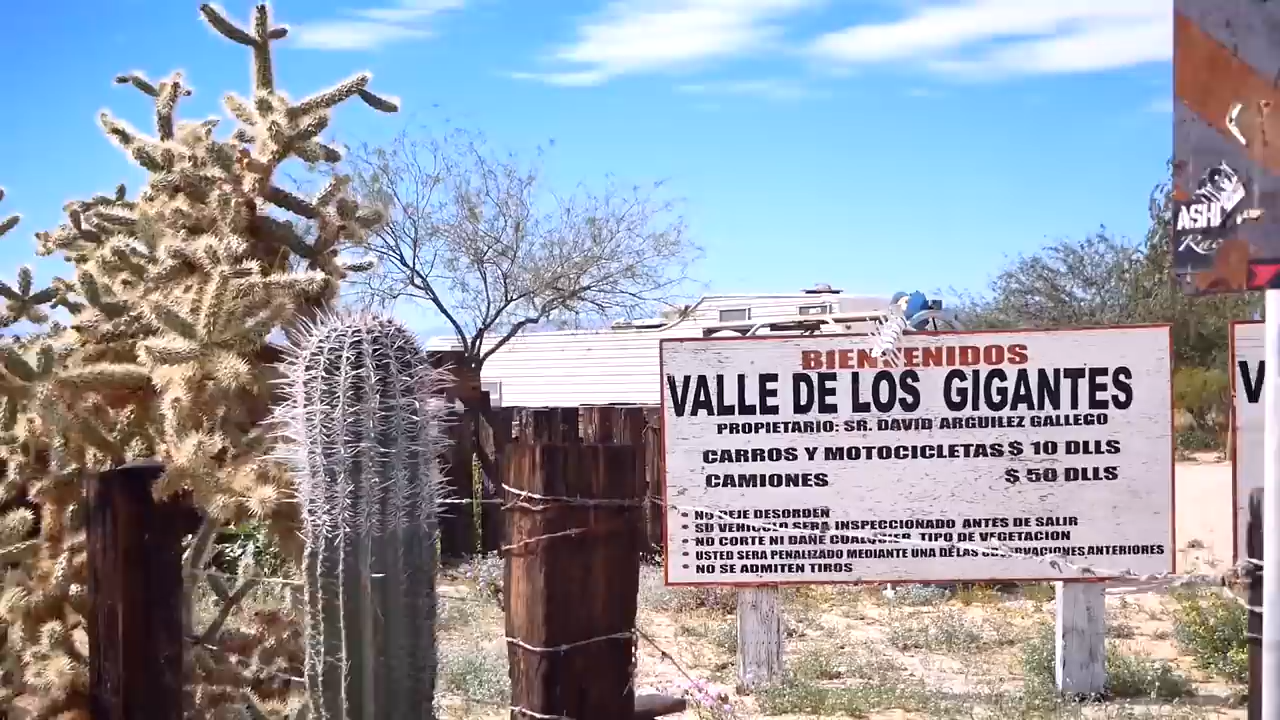 BIENVENIDOS
VALLE DE LOS GIGANTES
PROPIETARIO: SR. DAVID ARGUILEZ GALLEGO
CARROS Y MOTOCICLETAS $ 10 DLLS
CAMIONES $ 50 DLLS
• NO DEJE DESORDEN
• SU VEHICULO SERA INSPECCIONADO ANTES DE SALIR
• NO CORTE NI DAÑE CUALQUIER TIPO DE VEGETACION
• USTED SERA PENALIZADO MEDIANTE UNA DE LAS OBSERVACIONES ANTERIORES
• NO SE ADMITEN TIROS
V